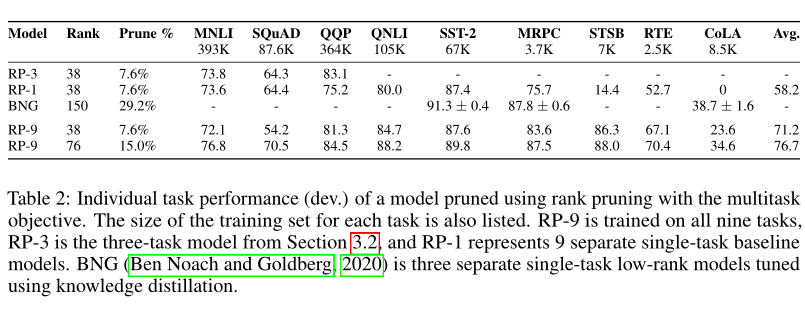 Model Rank Prune % MNLI SQuAD QQP QNLI SST-2 MRPC STSB RTE CoLA Avg.
393K 87.6K 364K 105K 67K 3.7K 7K 2.5K 8.5K
RP-3 38 7.6% 73.8 64.3 83.1 - - - - - - -
RP-1 38 7.6% 73.6 64.4 75.2 80.0 87.4 75.7 14.4 52.7 0 58.2
BNG 150 29.2% - - - - 91.3 ± 0.4 87.8 ± 0.6 - - 38.7 ± 1.6
RP-9 38 7.6% 72.1 54.2 81.3 84.7 87.6 83.6 86.3 67.1 23.6 71.2
RP-9 76 15.0% 76.8 70.5 84.5 88.2 89.8 87.5 88.0 70.4 34.6 76.7
Table 2: Individual task performance (dev.) of a model pruned using rank pruning with the multitask
objective. The size of the training set for each task is also listed. RP-9 is trained on all nine tasks,
RP-3 is the three-task model from Section 3.2, and RP-1 represents 9 separate single-task baseline
models. BNG (Ben Noach and Goldberg, 2020) is three separate single-task low-rank models tuned
using knowledge distillation.